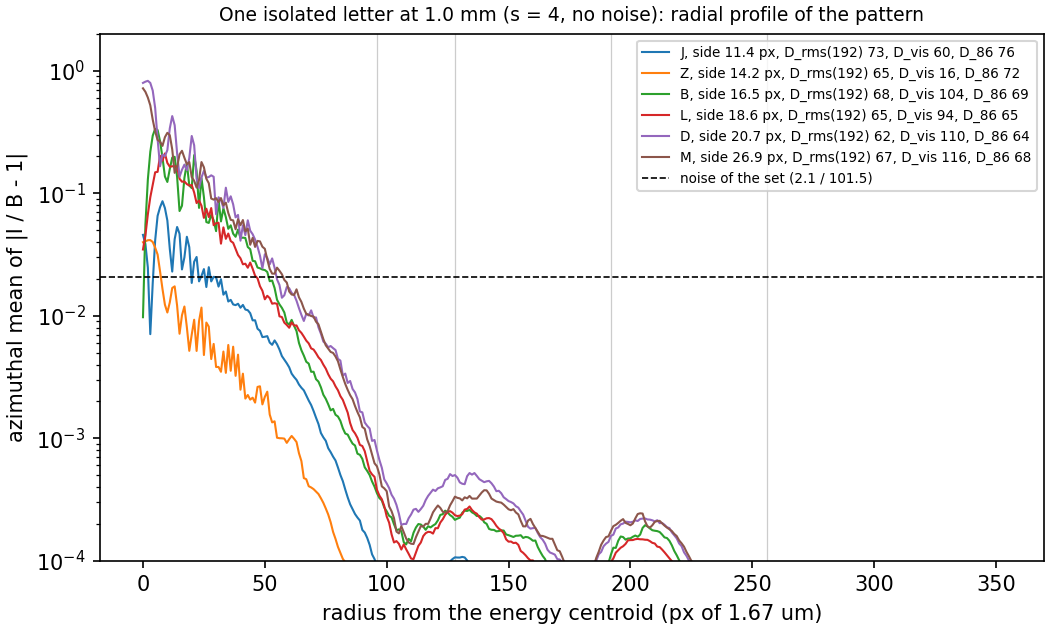 One isolated letter at 1.0 mm (s = 4, no noise): radial profile of the pattern
J, side 11.4 px, D_rms(192) 73, D_vis 60, D_86 76
Z, side 14.2 px, D_rms(192) 65, D_vis 16, D_86 72
B, side 16.5 px, D_rms(192) 68, D_vis 104, D_86 69
L, side 18.6 px, D_rms(192) 65, D_vis 94, D_86 65
D, side 20.7 px, D_rms(192) 62, D_vis 110, D_86 64
M, side 26.9 px, D_rms(192) 67, D_vis 116, D_86 68
noise of the set (2.1 / 101.5)
azimuthal mean of |I / B - 1|
10⁰
10⁻¹
10⁻²
10⁻³
10⁻⁴
0 50 100 150 200 250 300 350
radius from the energy centroid (px of 1.67 um)